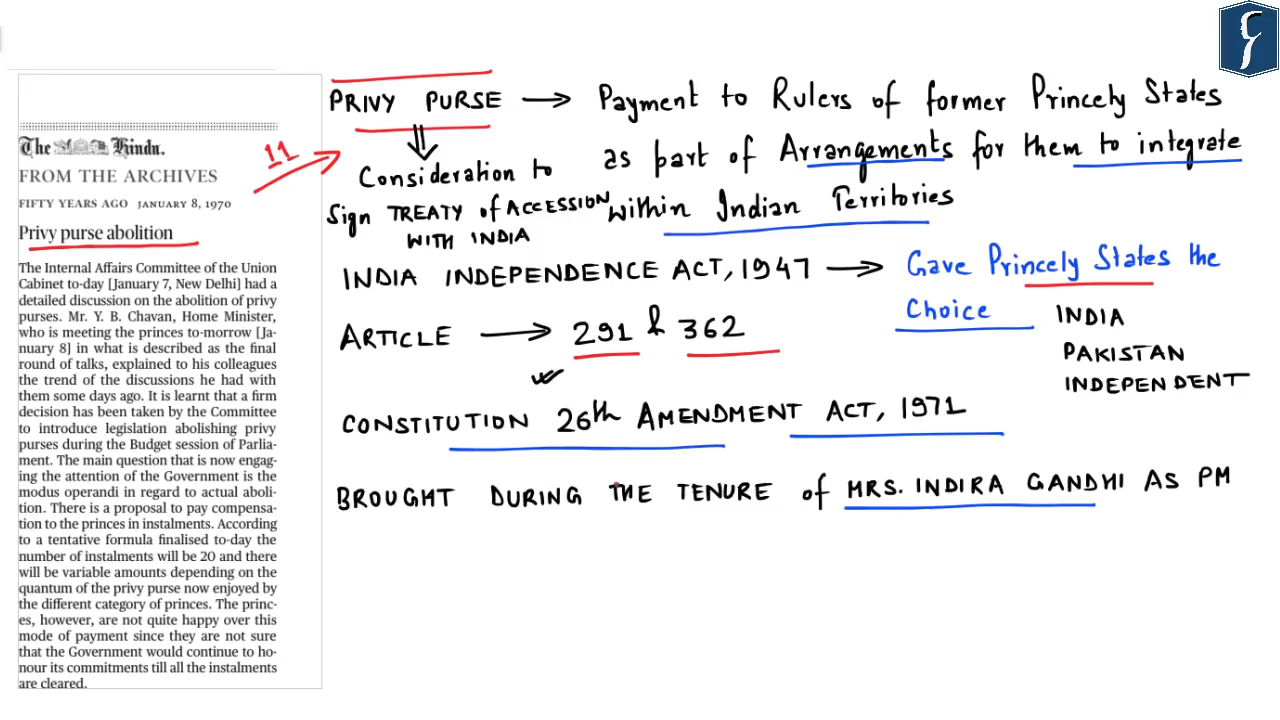 The Hindu.
FROM THE ARCHIVES
FIFTY YEARS AGO JANUARY 8, 1970
Privy purse abolition
The Internal Affairs Committee of the Union
Cabinet to-day [January 7, New Delhi] had a
detailed discussion on the abolition of privy
purses. Mr. Y. B. Chavan, Home Minister,
who is meeting the princes to-morrow [Ja-
nuary 8] in what is described as the final
round of talks, explained to his colleagues
the trend of the discussions he had with
them some days ago. It is learnt that a firm
decision has been taken by the Committee
to introduce legislation abolishing privy
purses during the Budget session of Parlia-
ment. The main question that is now engag-
ing the attention of the Government is the
modus operandi in regard to actual aboli-
tion. There is a proposal to pay compensa-
tion to the princes in instalments. According
to a tentative formula finalised to-day the
number of instalments will be 20 and there
will be variable amounts depending on the
quantum of the privy purse now enjoyed by
the different category of princes. The princ-
es, however, are not quite happy over this
mode of payment since they are not sure
that the Government would continue to ho-
nour its commitments till all the instalments
are cleared.
11
PRIVY PURSE → Payment to Rulers of former Princely States
as part of Arrangements for them to integrate
within Indian Territories
Consideration to
Sign TREATY of ACCESSION
WITH INDIA
INDIA INDEPENDENCE ACT, 1947 → Gave Princely States the
Choice
INDIA
PAKISTAN
INDEPENDENT
ARTICLE → 291 & 362
CONSTITUTION 26th AMENDMENT ACT, 1971
BROUGHT DURING THE TENURE of MRS. INDIRA GANDHI AS PM